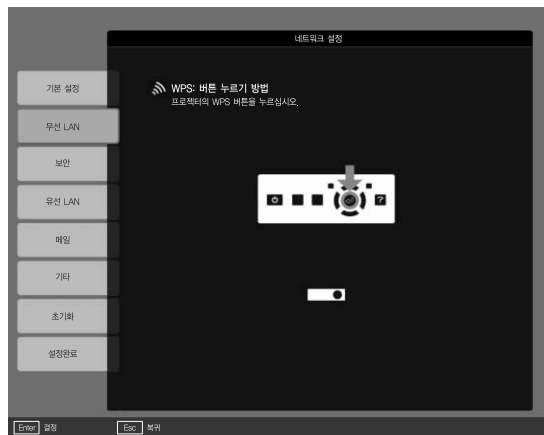 네트워크 설정
기본 설정
무선 LAN
보안
유선 LAN
메일
기타
초기화
설정완료
WPS: 버튼 누르기 방법
프로젝터의 WPS 버튼을 누르십시오.
?
Enter 결정
Esc 복귀